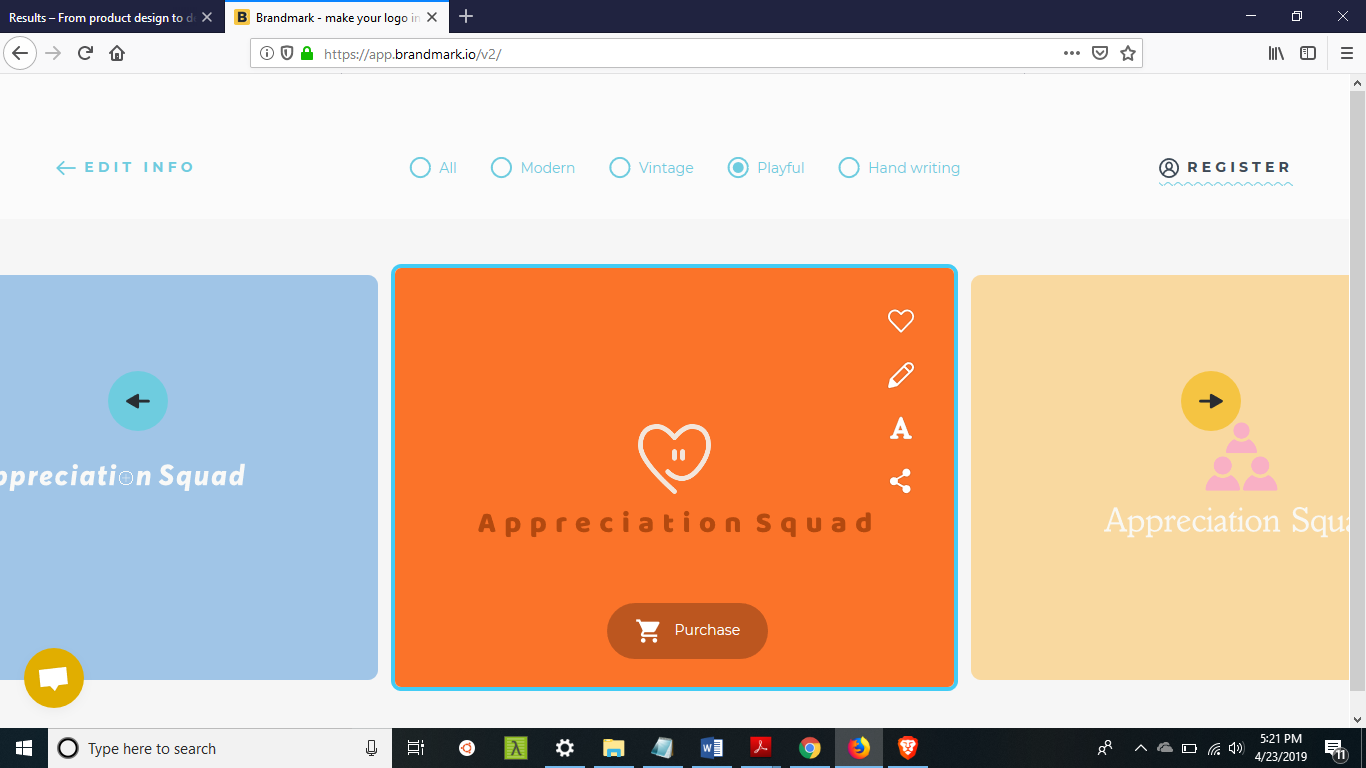 Results – From product design to d
Brandmark - make your logo in
https://app.brandmark.io/v2/
EDIT INFO
All
Modern
Vintage
Playful
Hand writing
REGISTER
ppreciation Squad
Appreciation Squad
Purchase
Appreciation Squa
Type here to search
5:21 PM
4/23/2019
11